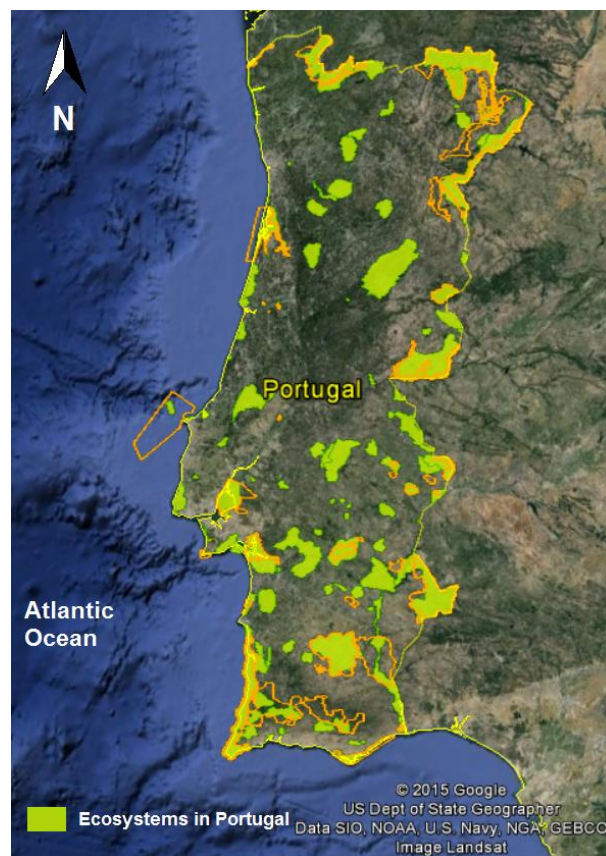 N
Portugal
Atlantic
Ocean
© 2015 Google
US Dept of State Geographer
Data SIO, NOAA, U.S. Navy, NGA, GEBCO
Image Landsat
Ecosystems in Portugal